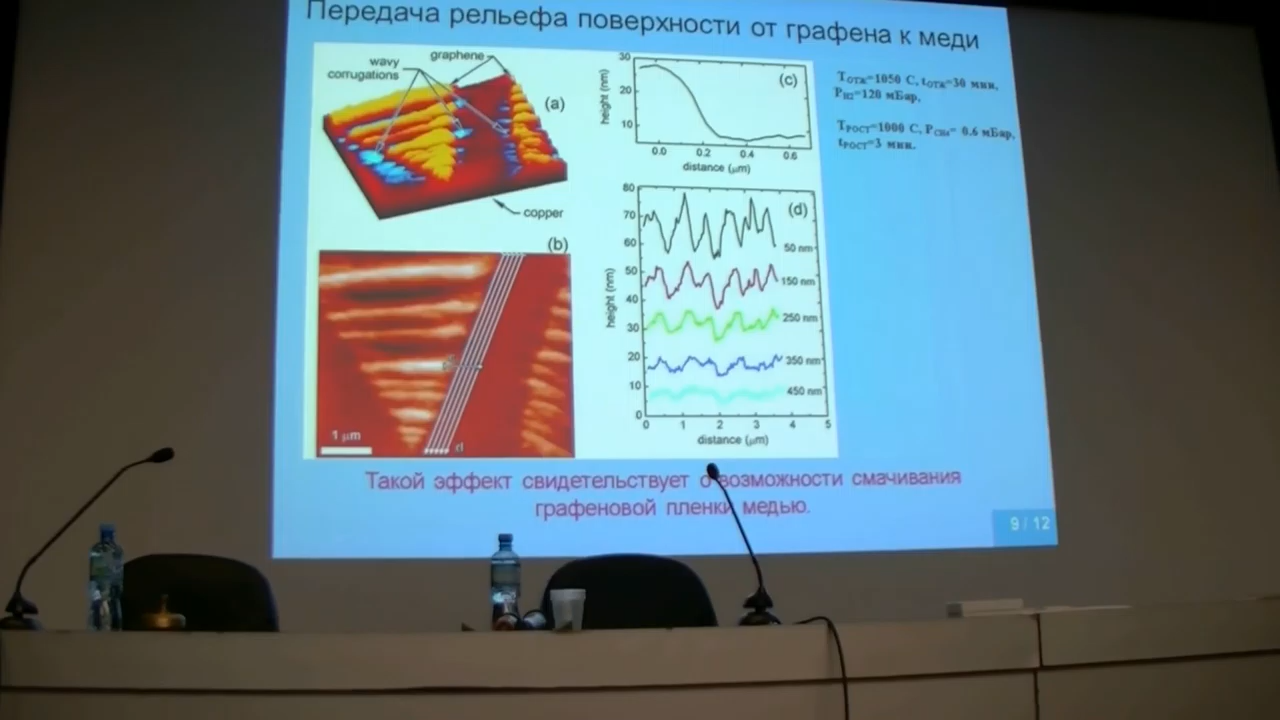 Передача рельефа поверхности от графена к меди
wavy
corrugations
graphene
(a)
copper
(b)
1 μm
d
(c)
height (nm)
30
20
10
0.0 0.2 0.4 0.6
distance (μm)
(d)
height (nm)
80
70
60
50
40
30
20
10
0
50 nm
150 nm
250 nm
350 nm
450 nm
0 1 2 3 4 5
distance (μm)
TОТЖ=1050 C, tОТЖ=30 мин,
PH2=120 мБар,
TРОСТ=1000 C, PCH4= 0.6 мБар,
tРОСТ=3 мин.
Такой эффект свидетельствует о возможности смачивания
графеновой пленки медью.
9 / 12